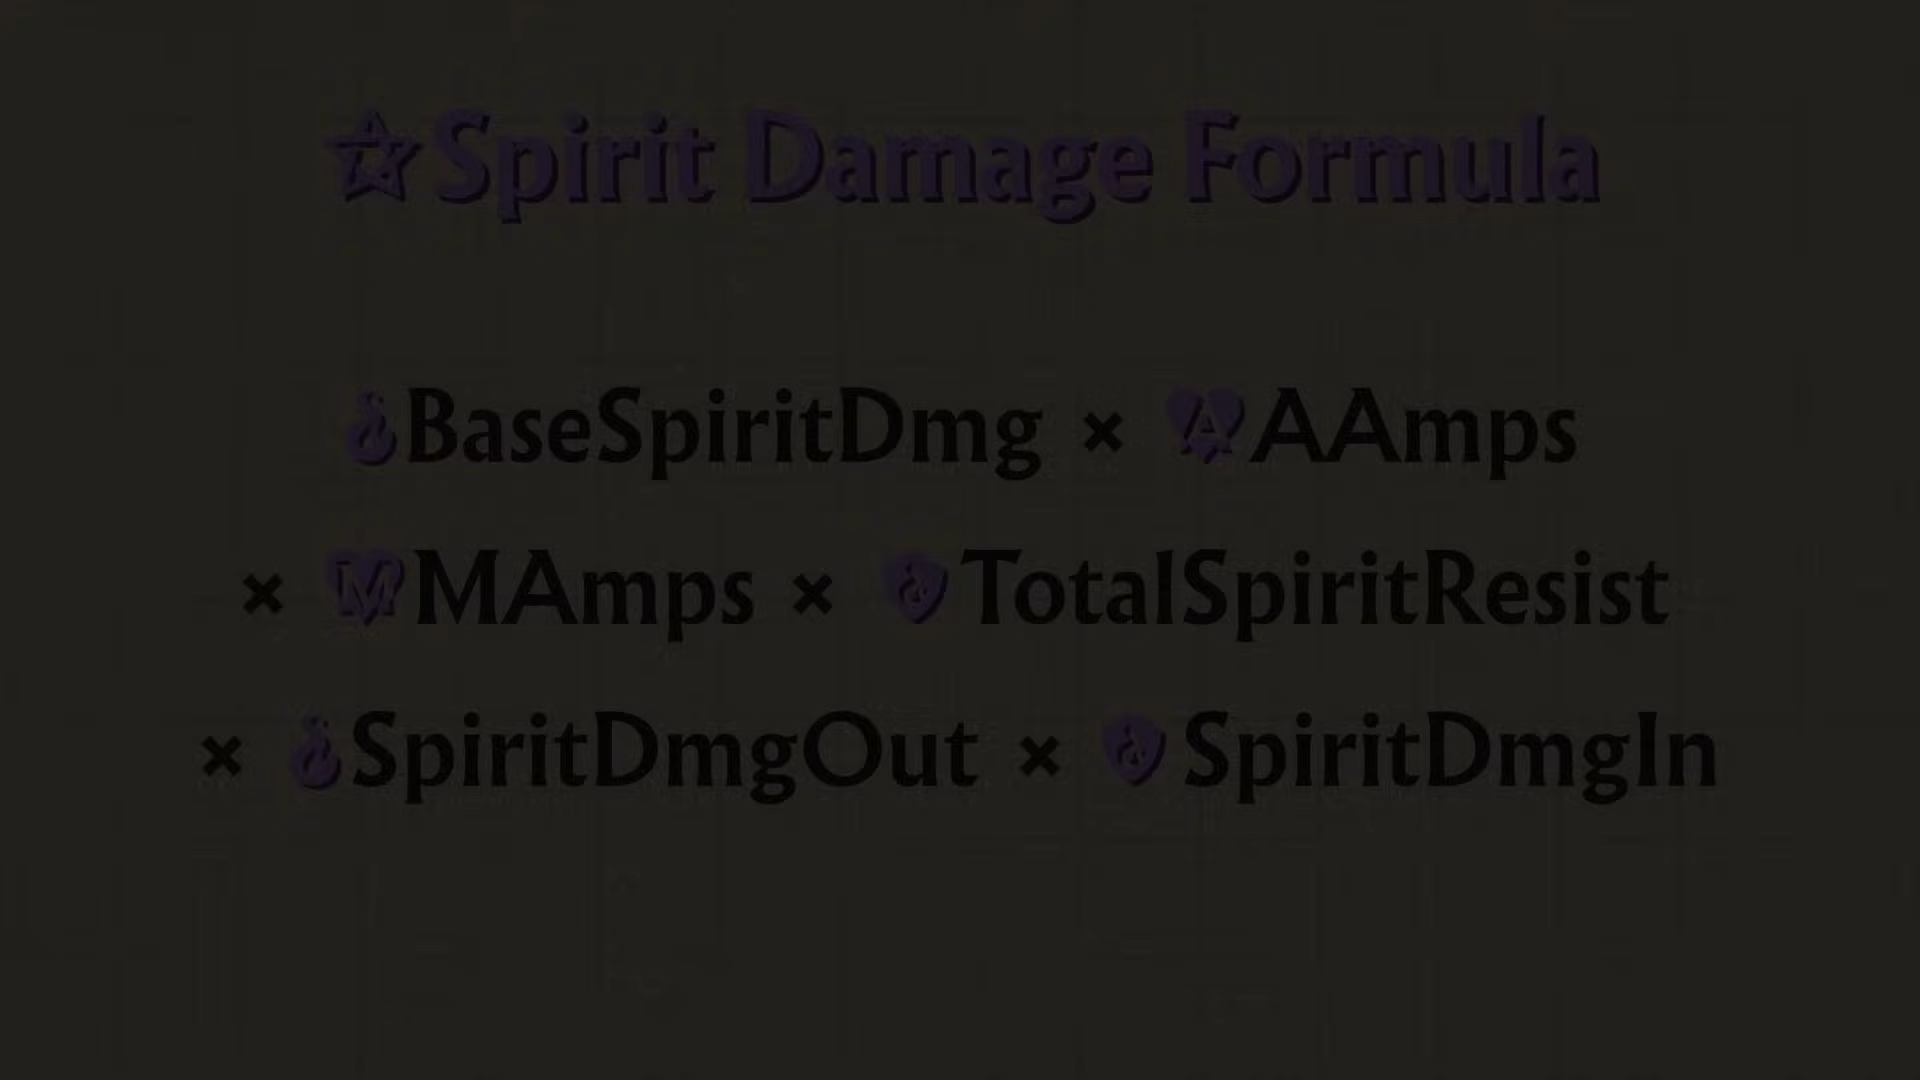 ☆Spirit Damage Formula
BaseSpiritDmg × A AAmps
× M MAmps × TotalSpiritResist
× SpiritDmgOut × SpiritDmgIn